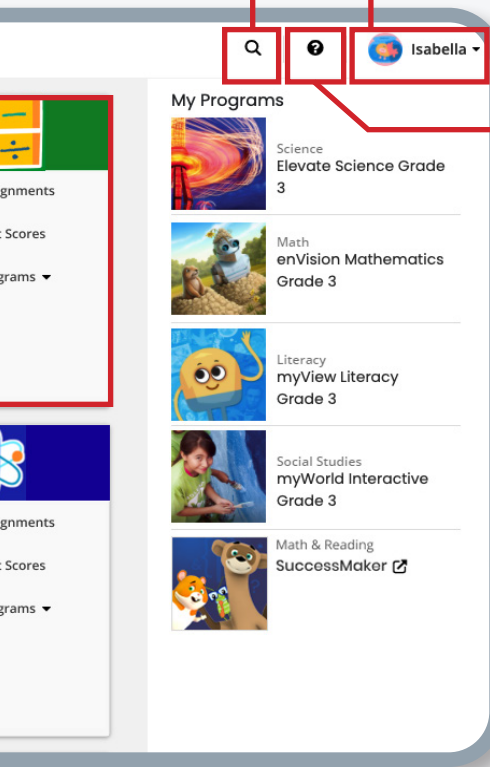 Isabella
My Programs
Science
Elevate Science Grade
3
Math
enVision Mathematics
Grade 3
Literacy
myView Literacy
Grade 3
Social Studies
myWorld Interactive
Grade 3
Math & Reading
SuccessMaker
gnments
Scores
grams
gnments
Scores
grams